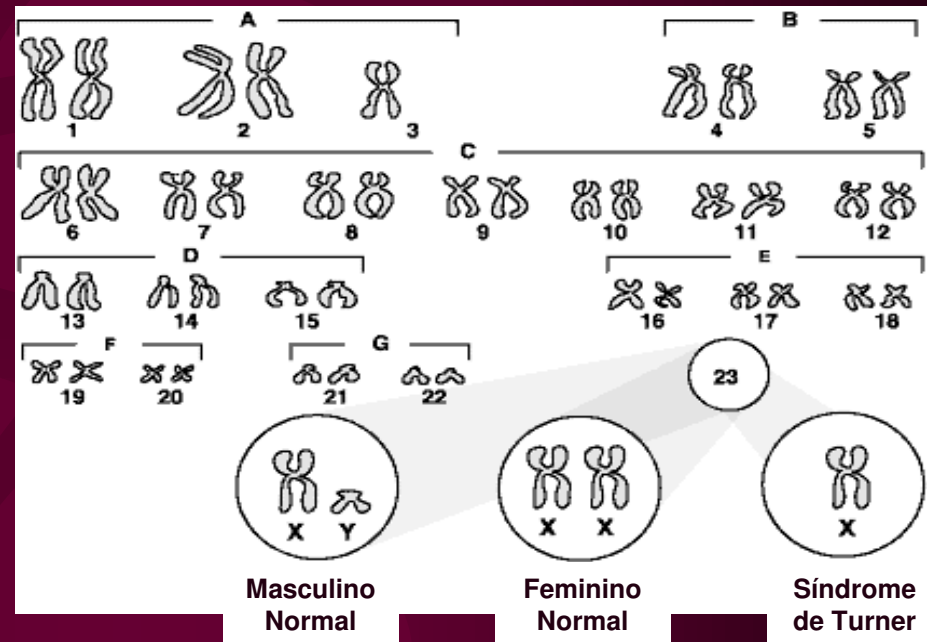 A B
1 2 3 4 5
C
6 7 8 9 10 11 12
D E
13 14 15 16 17 18
F G
19 20 21 22 23
X Y X X X
Masculino Feminino Síndrome
Normal Normal de Turner